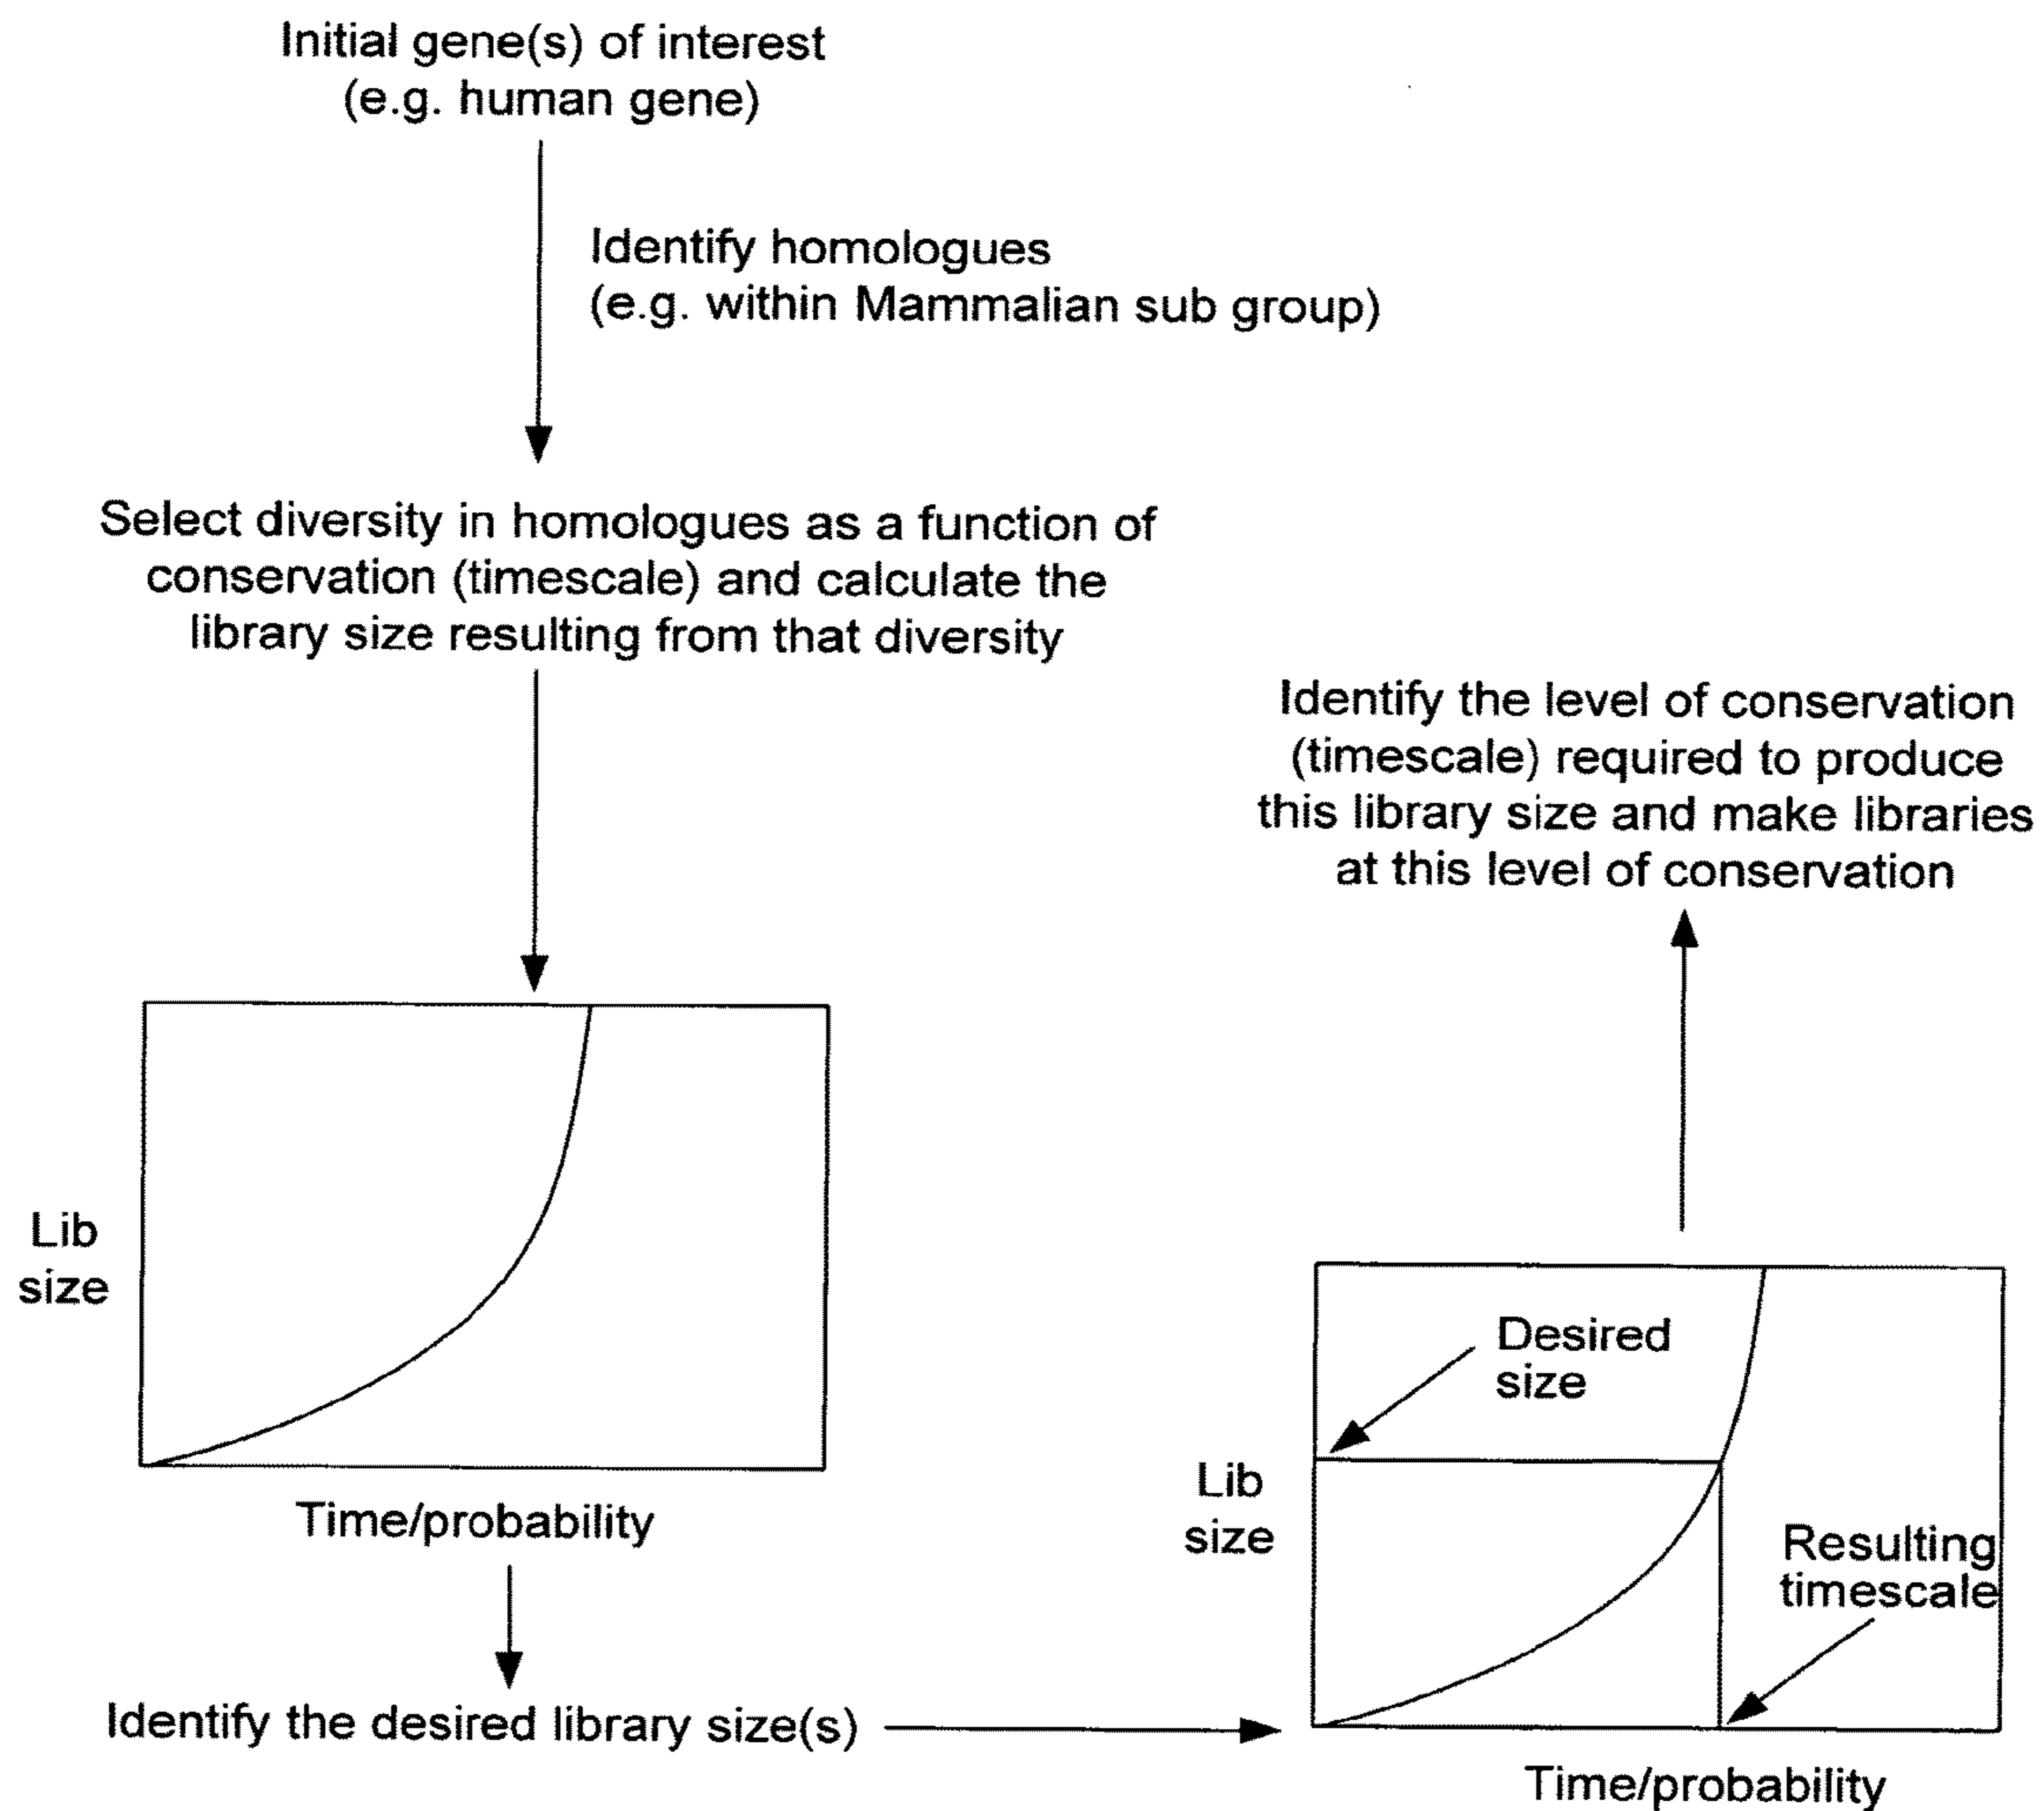 Initial gene(s) of interest
(e.g. human gene)
Identify homologues
(e.g. within Mammalian sub group)
Select diversity in homologues as a function of
conservation (timescale) and calculate the
library size resulting from that diversity
Lib
size
Time/probability
Identify the desired library size(s)
Desired
size
Lib
size
Resulting
timescale
Time/probability
Identify the level of conservation
(timescale) required to produce
this library size and make libraries
at this level of conservation